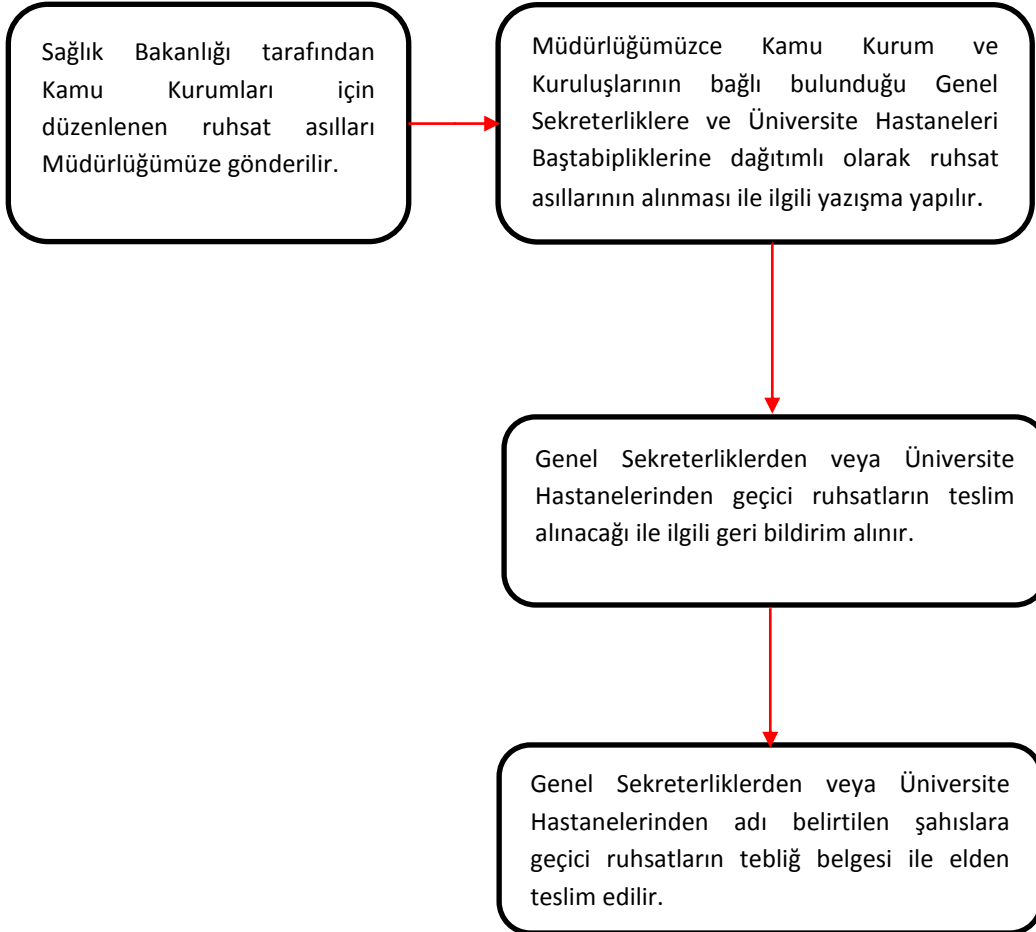 Sağlık Bakanlığı tarafından
Kamu Kurumları için
düzenlenen ruhsat asılları
Müdürlüğümüze gönderilir.
Müdürlüğümüzce Kamu Kurum ve
Kuruluşlarının bağlı bulunduğu Genel
Sekreterliklere ve Üniversite Hastaneleri
Baştabipliklerine dağıtımlı olarak ruhsat
asıllarının alınması ile ilgili yazışma yapılır.
Genel Sekreterliklerden veya Üniversite
Hastanelerinden geçici ruhsatların teslim
alınacağı ile ilgili geri bildirim alınır.
Genel Sekreterliklerden veya Üniversite
Hastanelerinden adı belirtilen şahıslara
geçici ruhsatların tebliğ belgesi ile elden
teslim edilir.